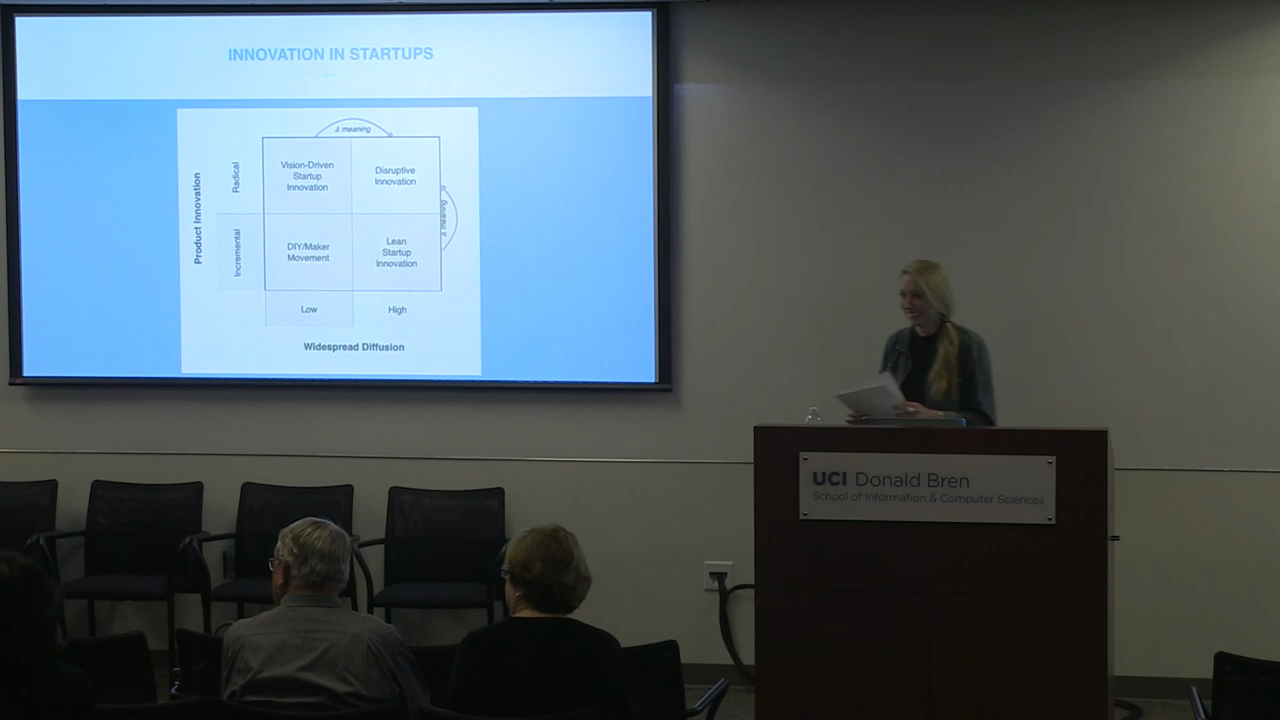 INNOVATION IN STARTUPS
Δ meaning
Product Innovation
Radical
Vision-Driven
Startup
Innovation
Disruptive
Innovation
Δ meaning
Incremental
DIY/Maker
Movement
Lean
Startup
Innovation
Low
High
Widespread Diffusion
UCI Donald Bren
School of Information & Computer Sciences